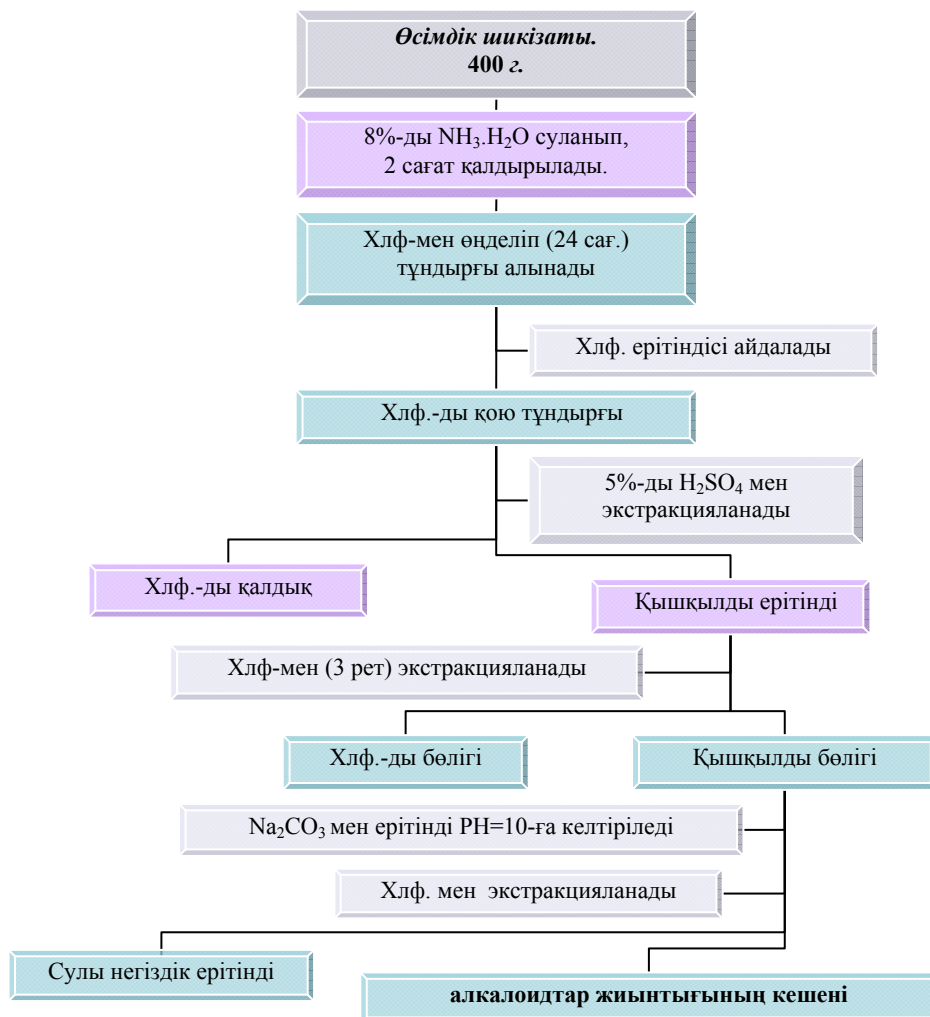 Өсімдік шикізаты.
400 г.
8%-ды NH₃.H₂O суланып,
2 сағат қалдырылады.
Хлф-мен өңделіп (24 сағ.)
тұндырғы алынады
Хлф. ерітіндісі айдалады
Хлф.-ды қою тұндырғы
5%-ды H₂SO₄ мен
экстракцияланады
Хлф.-ды қалдық
Қышқылды ерітінді
Хлф-мен (3 рет) экстракцияланады
Хлф.-ды бөлігі
Қышқылды бөлігі
Na₂CO₃ мен ерітінді PH=10-ға келтіріледі
Хлф. мен экстракцияланады
Сулы негіздік ерітінді
алкалоидтар жиынтығының кешені